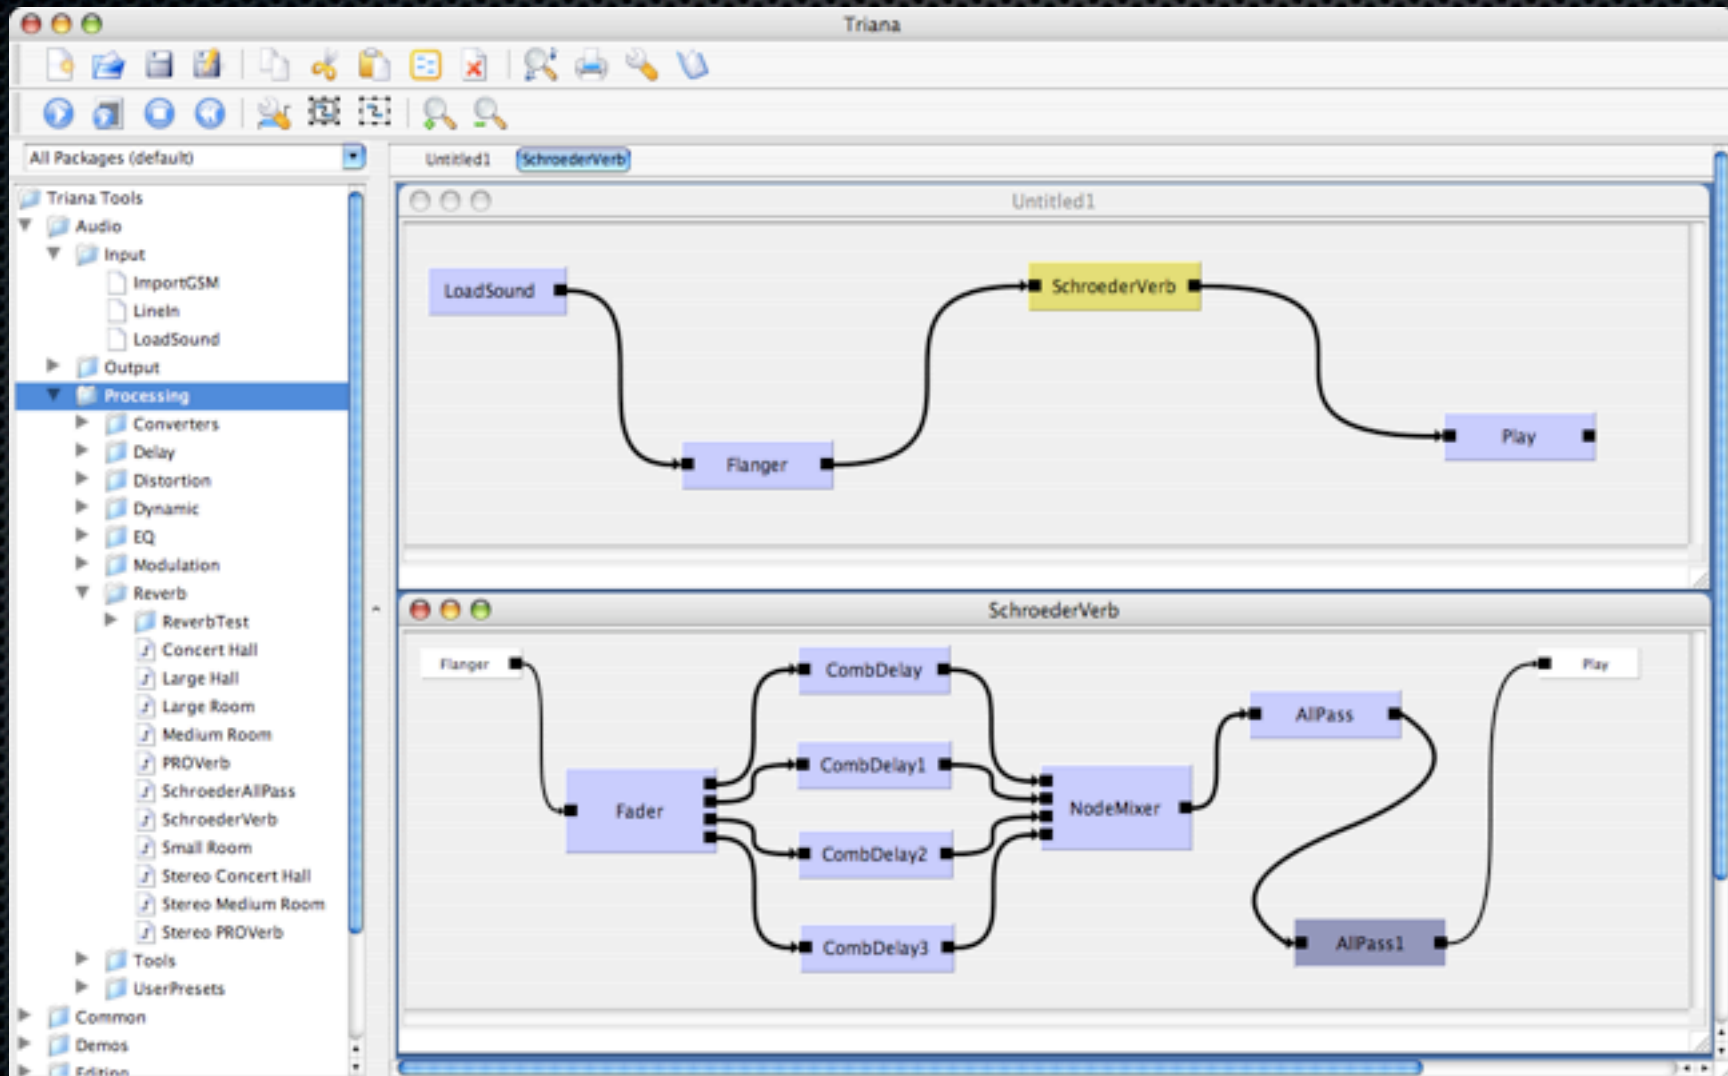 Triana
All Packages (default)
Untitled1 SchroederVerb
Triana Tools
Audio
Input
ImportGSM
LineIn
LoadSound
Output
Processing
Converters
Delay
Distortion
Dynamic
EQ
Modulation
Reverb
ReverbTest
Concert Hall
Large Hall
Large Room
Medium Room
PROVerb
SchroederAllPass
SchroederVerb
Small Room
Stereo Concert Hall
Stereo Medium Room
Stereo PROVerb
Tools
UserPresets
Common
Demos
Editing
Untitled1
LoadSound
SchroederVerb
Flanger
Play
SchroederVerb
Flanger
CombDelay
Play
AllPass
CombDelay1
Fader
NodeMixer
CombDelay2
CombDelay3
AllPass1